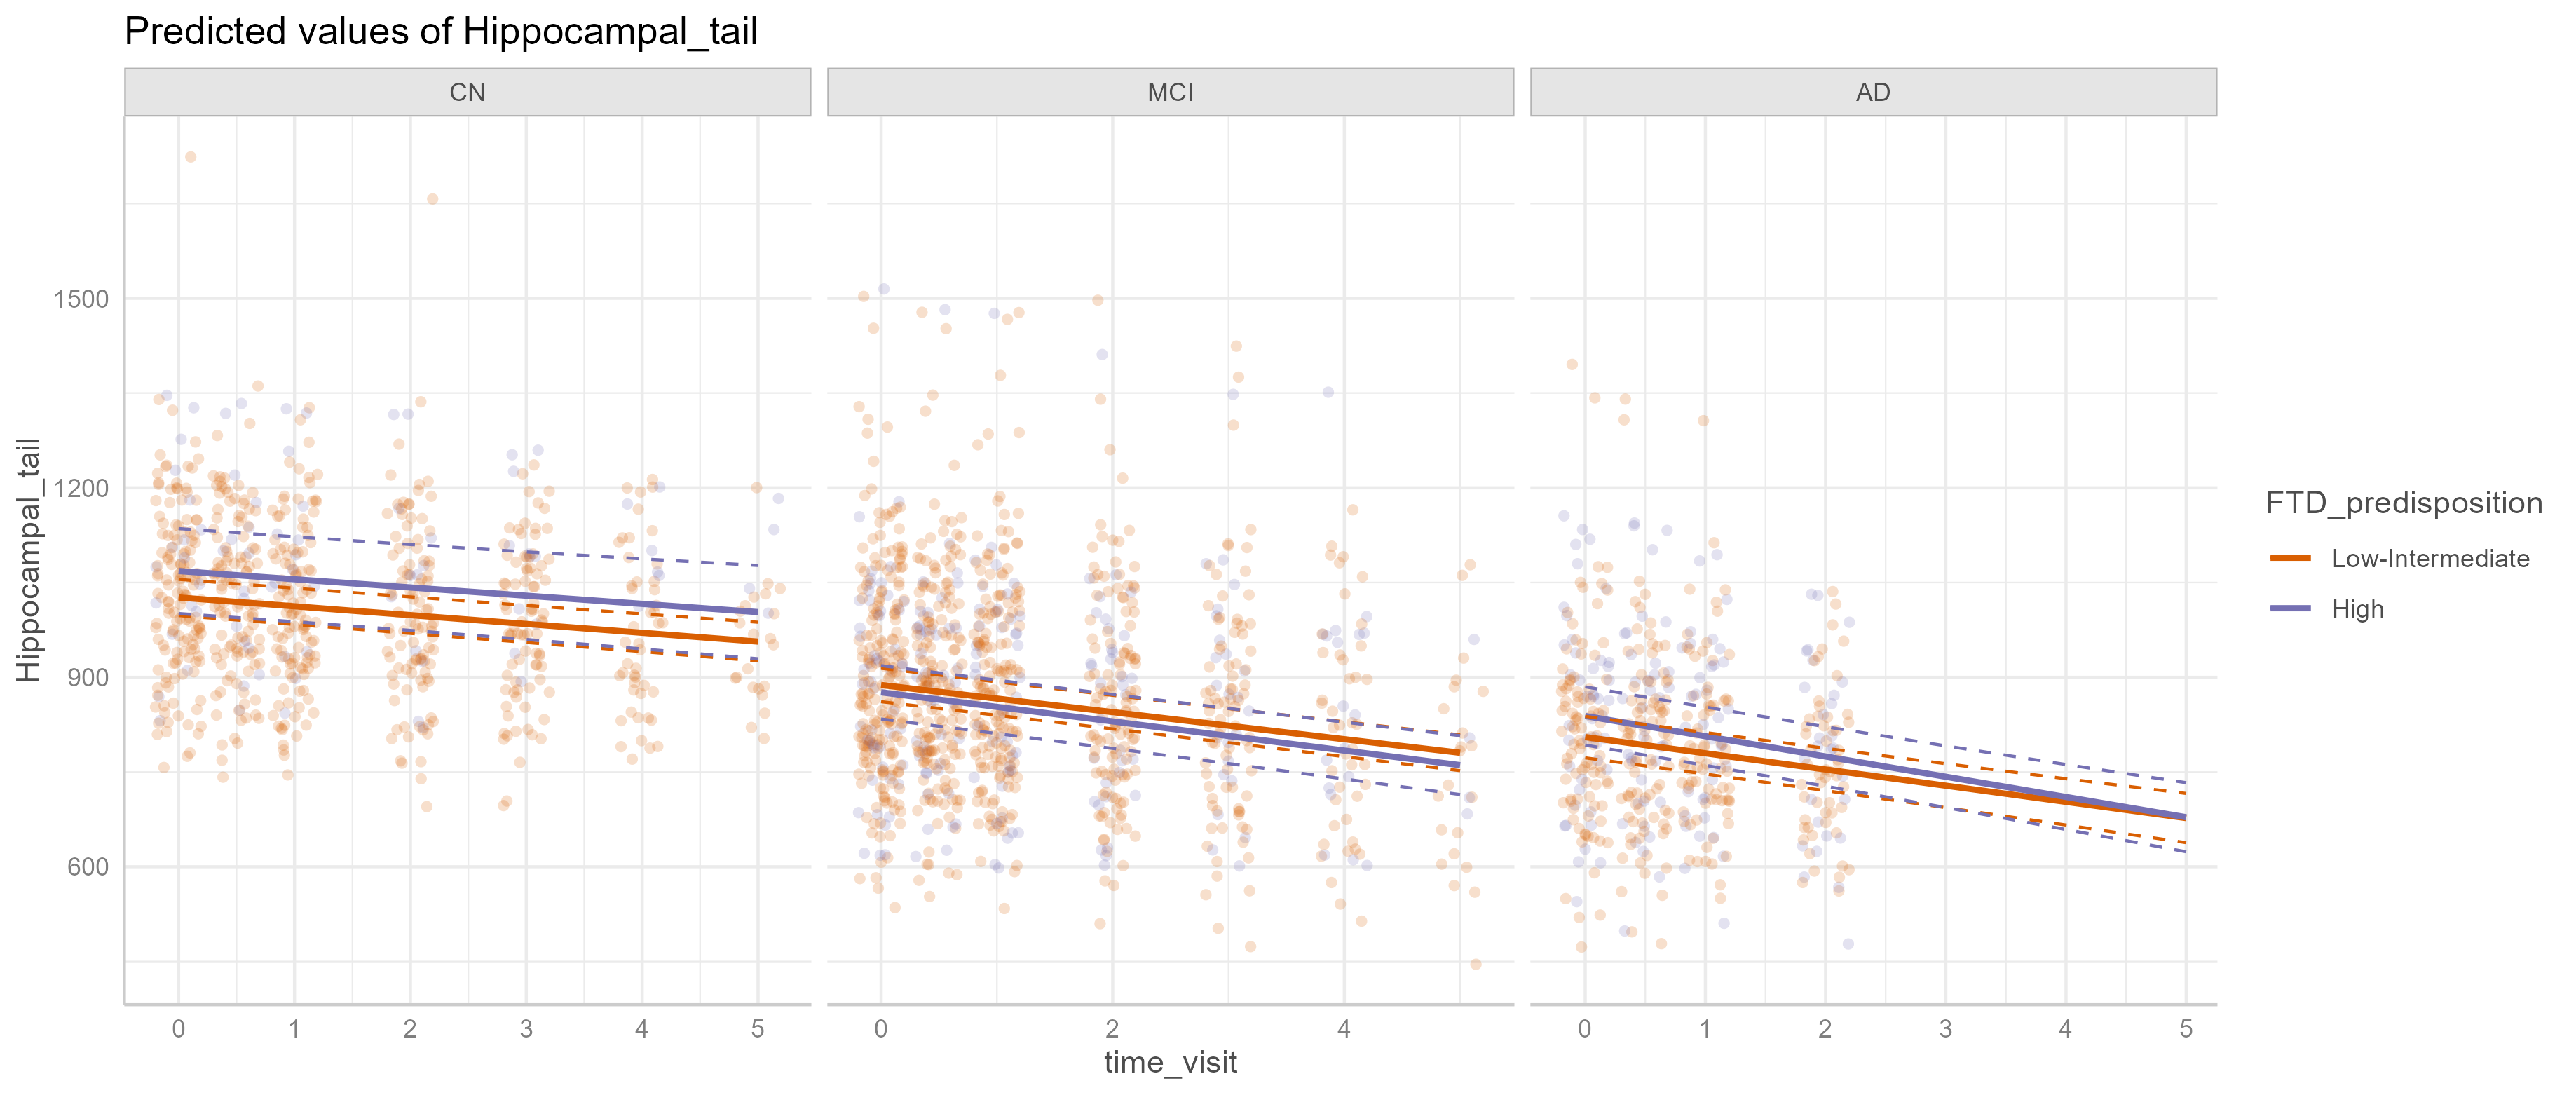 Predicted values of Hippocampal_tail
CN
MCI
AD
1500
1200
900
600
Hippocampal_tail
0 1 2 3 4 5
0 2 4
0 1 2 3 4 5
time_visit
FTD_predisposition
Low-Intermediate
High